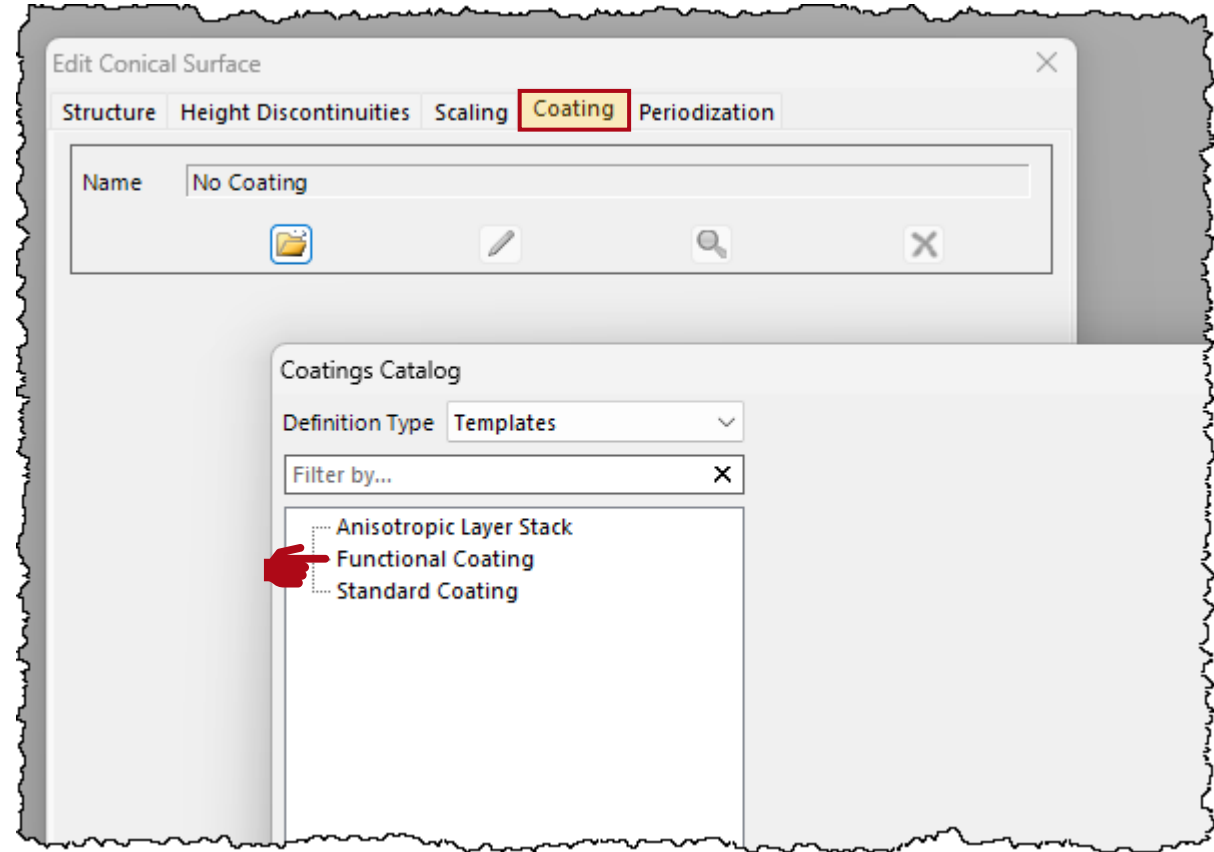 Edit Conical Surface
Structure Height Discontinuities Scaling Coating Periodization
Name No Coating
Coatings Catalog
Definition Type Templates
Filter by...
Anisotropic Layer Stack
Functional Coating
Standard Coating